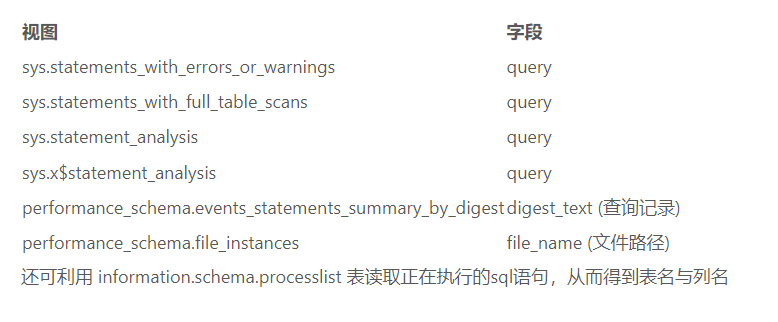 视图 字段
sys.statements_with_errors_or_warnings query
sys.statements_with_full_table_scans query
sys.statement_analysis query
sys.x$statement_analysis query
performance_schema.events_statements_summary_by_digest digest_text (查询记录)
performance_schema.file_instances file_name (文件路径)
还可利用 information.schema.processlist 表读取正在执行的sql语句，从而得到表名与列名